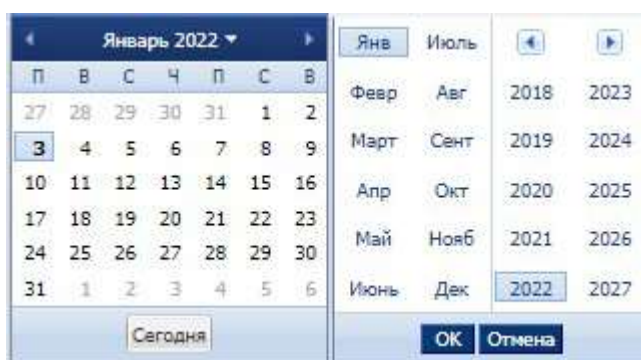 Январь 2022
П В С Ч П С В
27 28 29 30 31 1 2
3 4 5 6 7 8 9
10 11 12 13 14 15 16
17 18 19 20 21 22 23
24 25 26 27 28 29 30
31 1 2 3 4 5 6
Сегодня
Янв Июль
Февр Авг 2018 2023
Март Сент 2019 2024
Апр Окт 2020 2025
Май Нояб 2021 2026
Июнь Дек 2022 2027
ОК Отмена